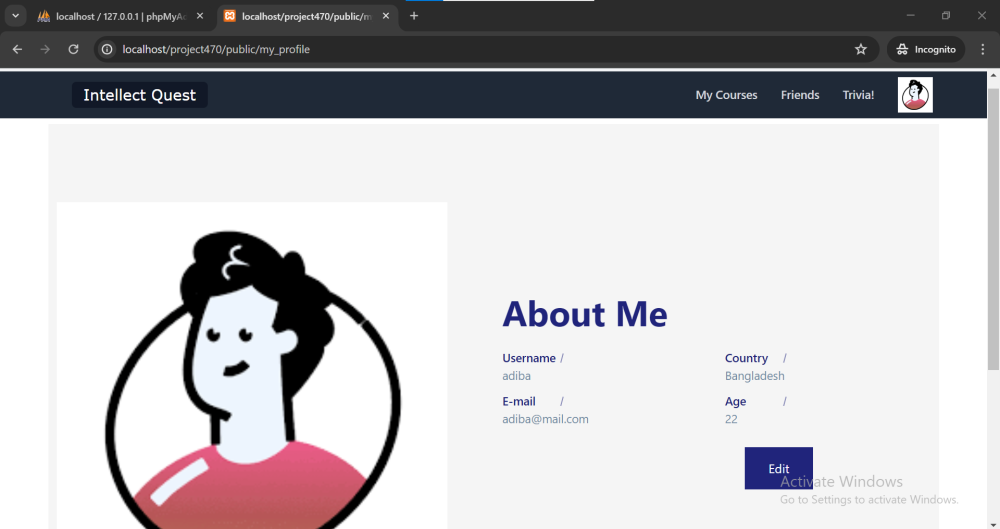 localhost / 127.0.0.1 | phpMyAc
localhost/project470/public/m
localhost/project470/public/my_profile
Incognito
Intellect Quest
My Courses Friends Trivia!
About Me
Username / Country /
adiba Bangladesh
E-mail / Age /
adiba@mail.com 22
Edit
Activate Windows
Go to Settings to activate Windows.